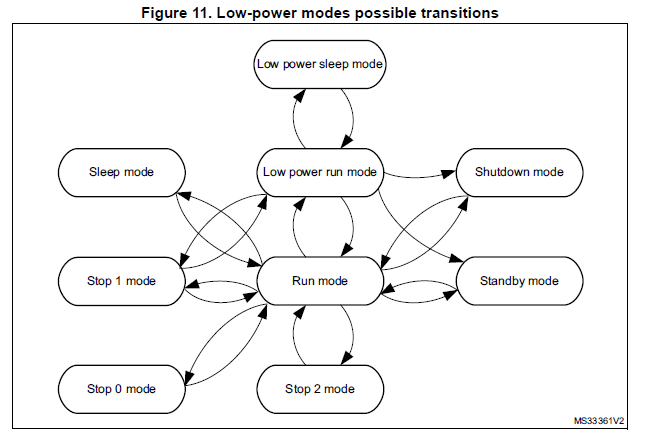 Figure 11. Low-power modes possible transitions
Low power sleep mode
Sleep mode
Low power run mode
Shutdown mode
Stop 1 mode
Run mode
Standby mode
Stop 0 mode
Stop 2 mode
MS33361V2